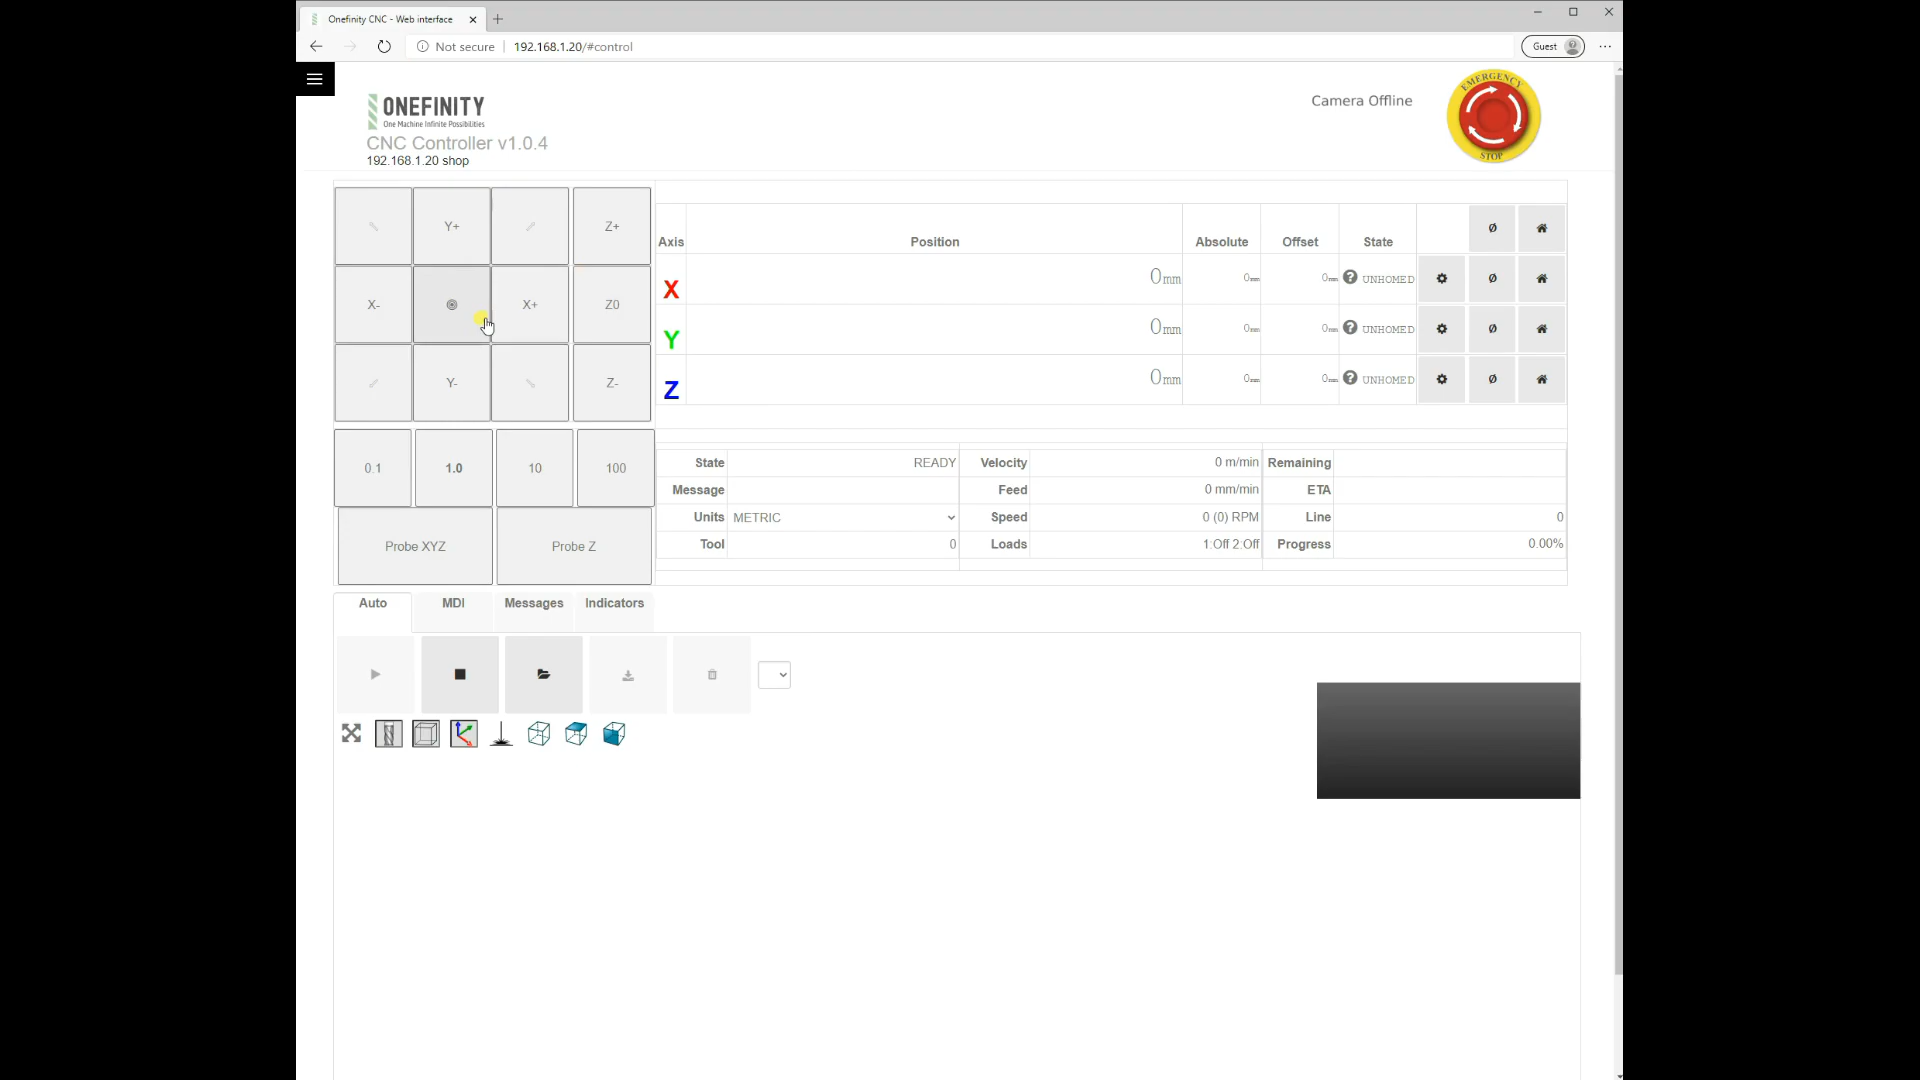 Onefinity CNC - Web interface
Not secure 192.168.1.20/#control Guest
ONEFINITY
One Machine Infinite Possibilities
CNC Controller v1.0.4
192.168.1.20 shop
Camera Offline
EMERGENCY
STOP
Y+ Z+
X- X+ Z0
Y- Z-
0.1 1.0 10 100
Probe XYZ Probe Z
Axis Position Absolute Offset State
X 0mm 0mm 0mm UNHOMED
Y 0mm 0mm 0mm UNHOMED
Z 0mm 0mm 0mm UNHOMED
State READY Velocity 0 m/min Remaining
Message Feed 0 mm/min ETA
Units METRIC Speed 0 (0) RPM Line 0
Tool 0 Loads 1:Off 2:Off Progress 0.00%
Auto MDI Messages Indicators